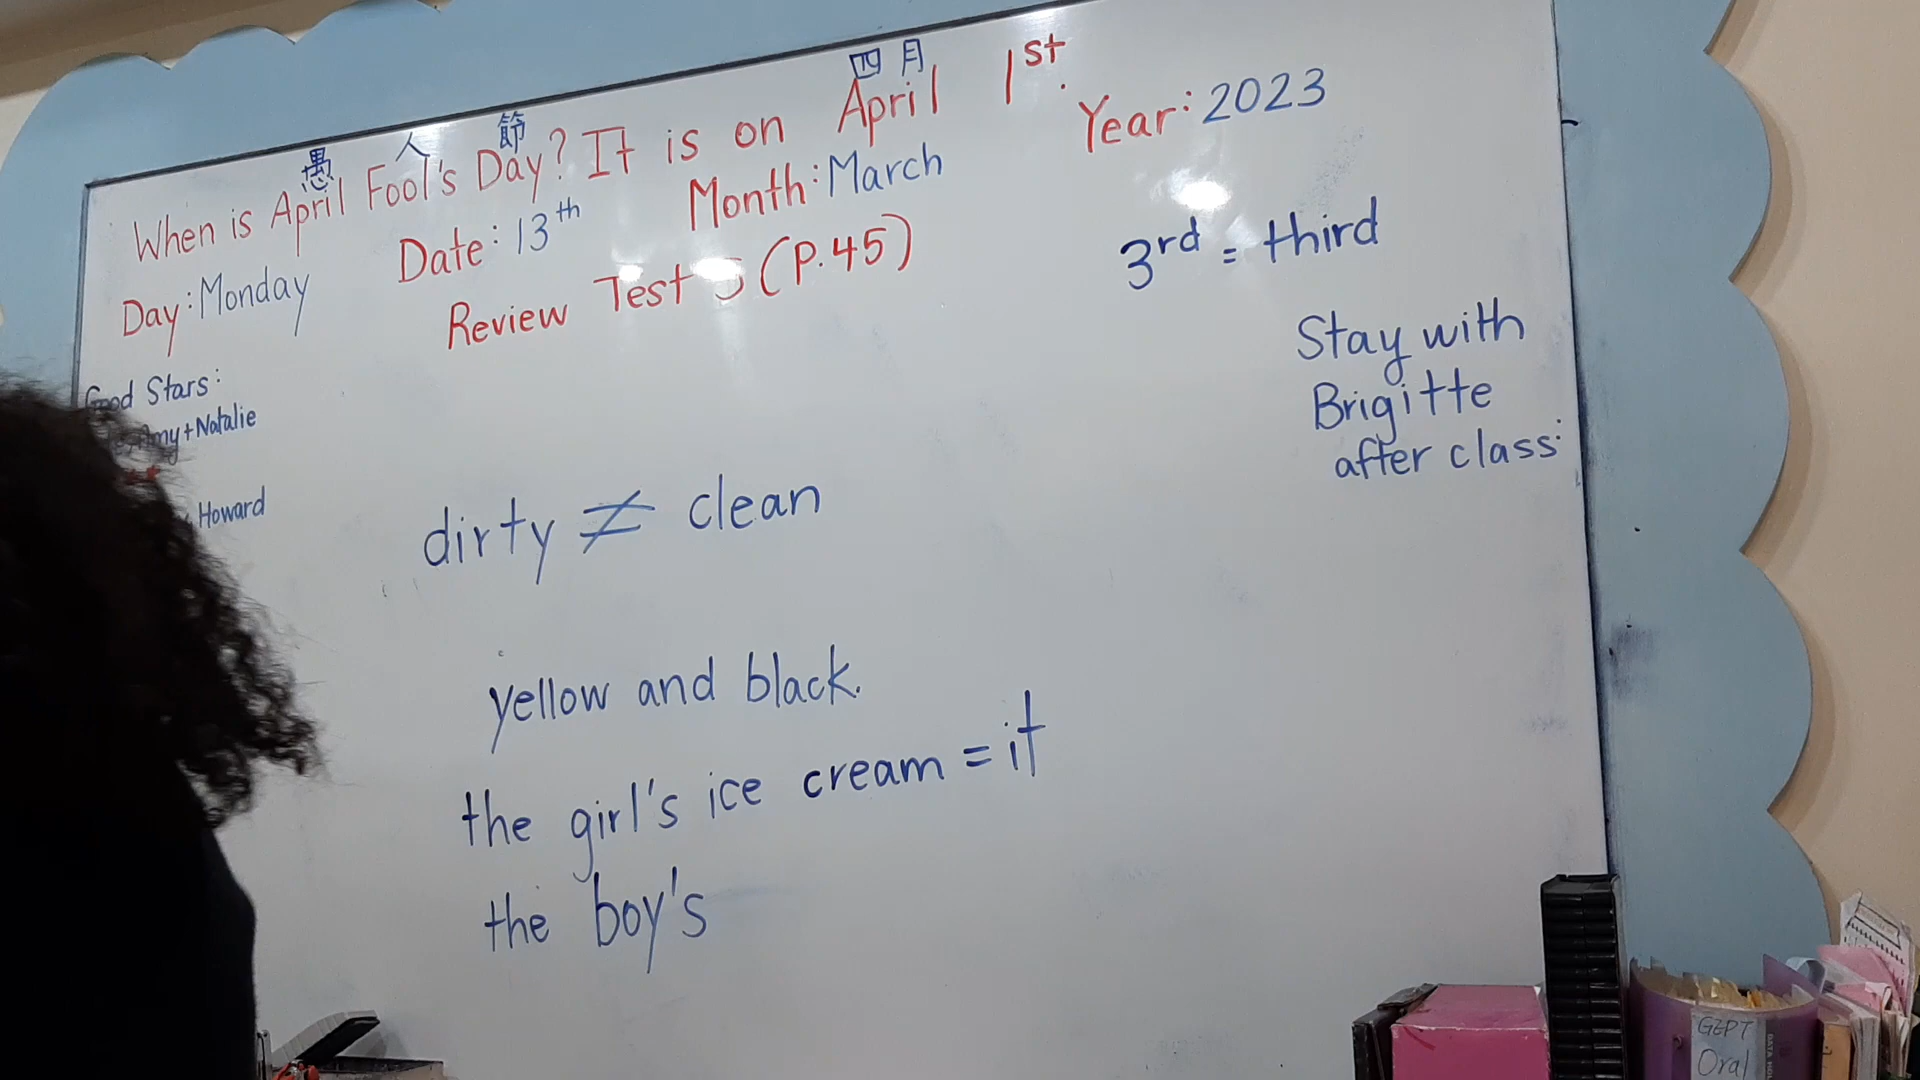 愚 人 節 四月
When is April Fool's Day? It is on April 1st.
Day: Monday Date: 13th Month: March Year: 2023
Review Test (P.45)
3rd = third
Good Stars:
Amy + Natalie
Howard
Stay with
Brigitte
after class:
dirty ≠ clean
yellow and black.
the girl's ice cream = it
the boy's
GEPT
Oral